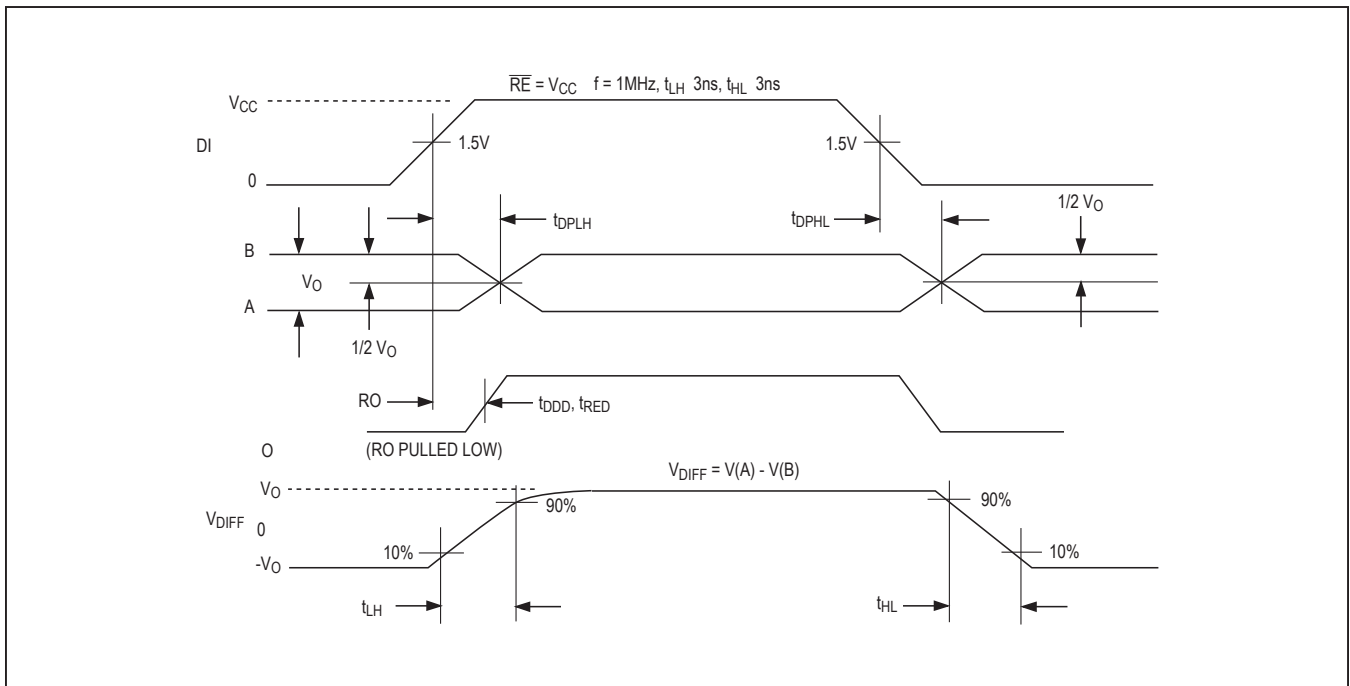 R̅E̅ = VCC f = 1MHz, tLH 3ns, tHL 3ns
VCC
DI
1.5V
1.5V
0
1/2 VO
tDPLH
tDPHL
B
VO
A
1/2 VO
RO
tDDD, tRED
O
(RO PULLED LOW)
VDIFF = V(A) - V(B)
VO
90%
90%
VDIFF
0
10%
10%
-VO
tLH
tHL